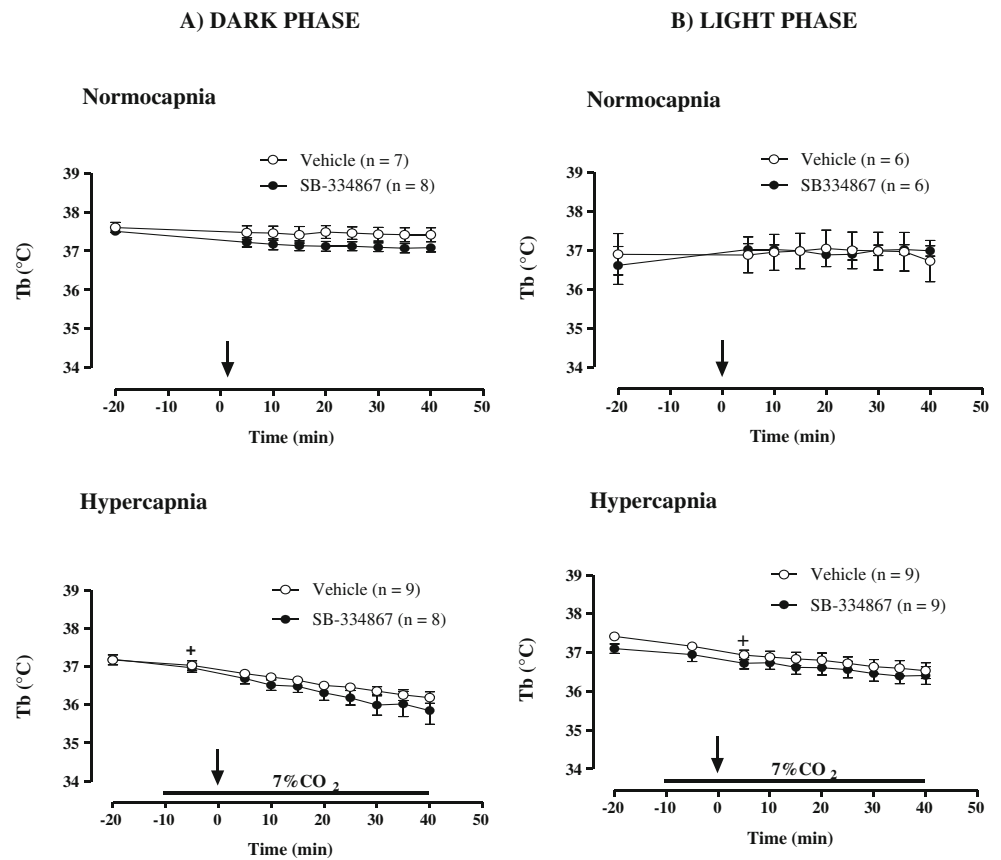 A) DARK PHASE
B) LIGHT PHASE
Normocapnia
Normocapnia
Vehicle (n = 7)
SB-334867 (n = 8)
Vehicle (n = 6)
SB334867 (n = 6)
39
38
37
36
35
34
Tb (°C)
-20 -10 0 10 20 30 40 50
Time (min)
39
38
37
36
35
34
Tb (°C)
-20 -10 0 10 20 30 40 50
Time (min)
Hypercapnia
Hypercapnia
Vehicle (n = 9)
SB-334867 (n = 8)
Vehicle (n = 9)
SB-334867 (n = 9)
39
38
37
36
35
34
Tb (°C)
+
7%CO2
-20 -10 0 10 20 30 40 50
Time (min)
39
38
37
36
35
34
Tb (°C)
+
7%CO2
-20 -10 0 10 20 30 40 50
Time (min)